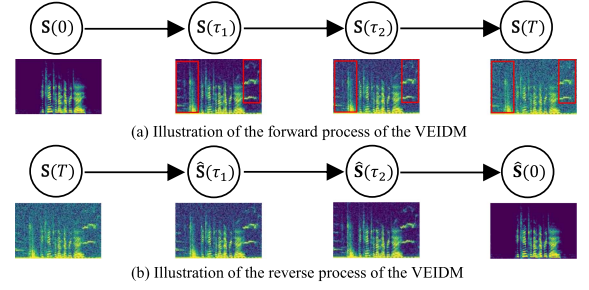 S(0) S(τ₁) S(τ₂) S(T)
(a) Illustration of the forward process of the VEIDM
S(T) Ŝ(τ₁) Ŝ(τ₂) Ŝ(0)
(b) Illustration of the reverse process of the VEIDM